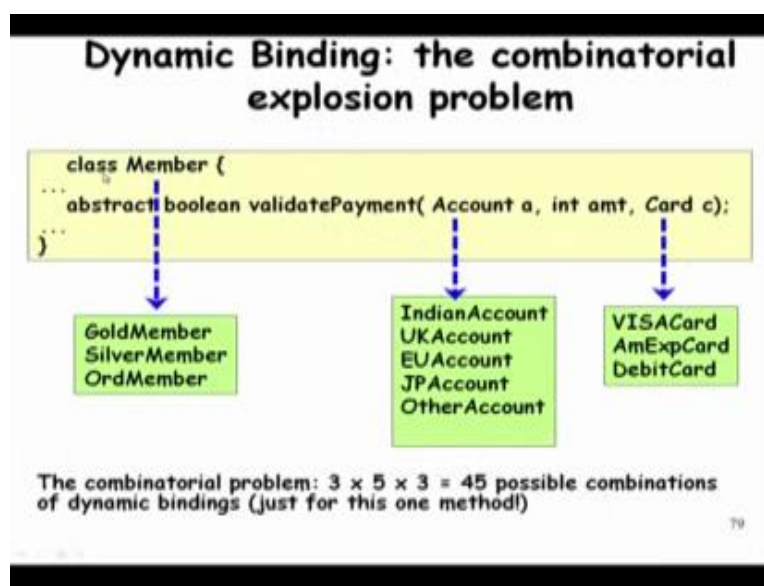 Dynamic Binding: the combinatorial
explosion problem
class Member {
...
abstract boolean validatePayment( Account a, int amt, Card c);
...
}
GoldMember
SilverMember
OrdMember
IndianAccount
UKAccount
EUAccount
JPAccount
OtherAccount
VISACard
AmExpCard
DebitCard
The combinatorial problem: 3 x 5 x 3 = 45 possible combinations
of dynamic bindings (just for this one method!)
79